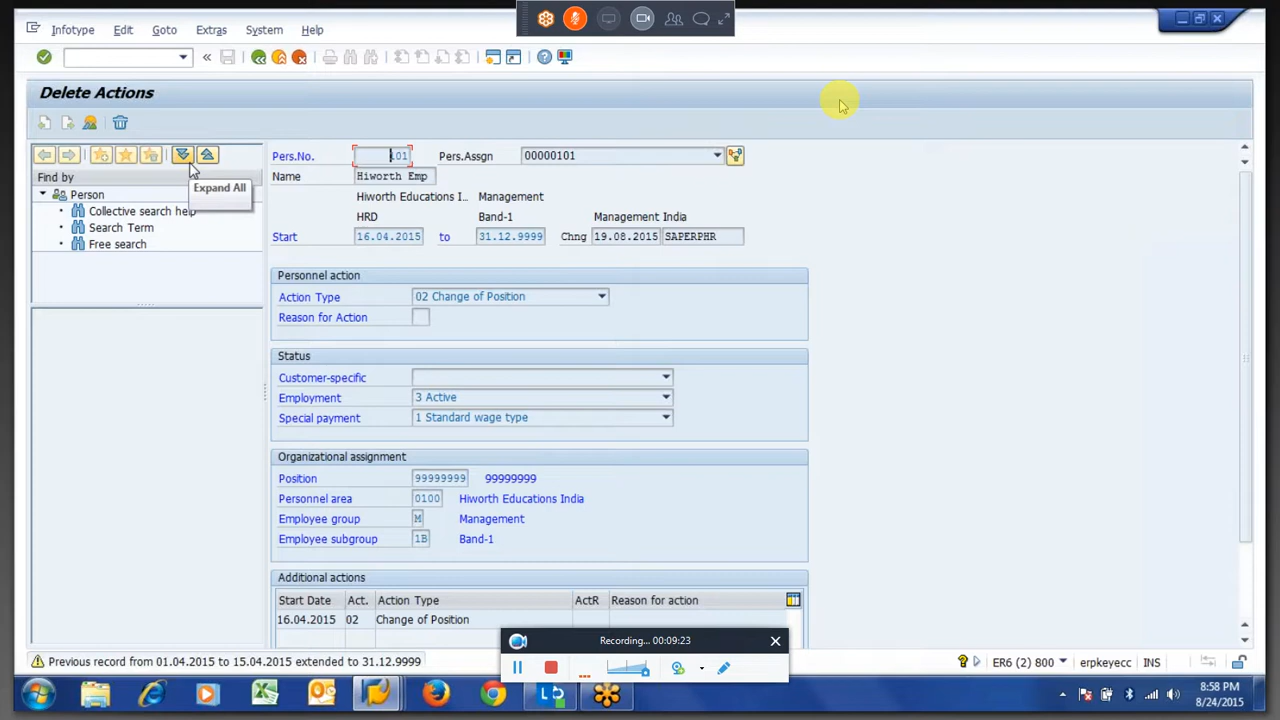 Infotype Edit Goto Extras System Help
Delete Actions
Find by
Person
Collective search help
Search Term
Free search
Expand All
Pers.No. 101 Pers.Assgn 00000101
Name Hiworth Emp
Hiworth Educations I... Management
HRD Band-1 Management India
Start 16.04.2015 to 31.12.9999 Chng 19.08.2015 SAPERPHR
Personnel action
Action Type 02 Change of Position
Reason for Action
Status
Customer-specific
Employment 3 Active
Special payment 1 Standard wage type
Organizational assignment
Position 99999999 99999999
Personnel area 0100 Hiworth Educations India
Employee group M Management
Employee subgroup 1B Band-1
Additional actions
Start Date Act. Action Type ActR Reason for action
16.04.2015 02 Change of Position
Recording... 00:09:23
Previous record from 01.04.2015 to 15.04.2015 extended to 31.12.9999
ER6 (2) 800 erpkeyecc INS
8:58 PM
8/24/2015